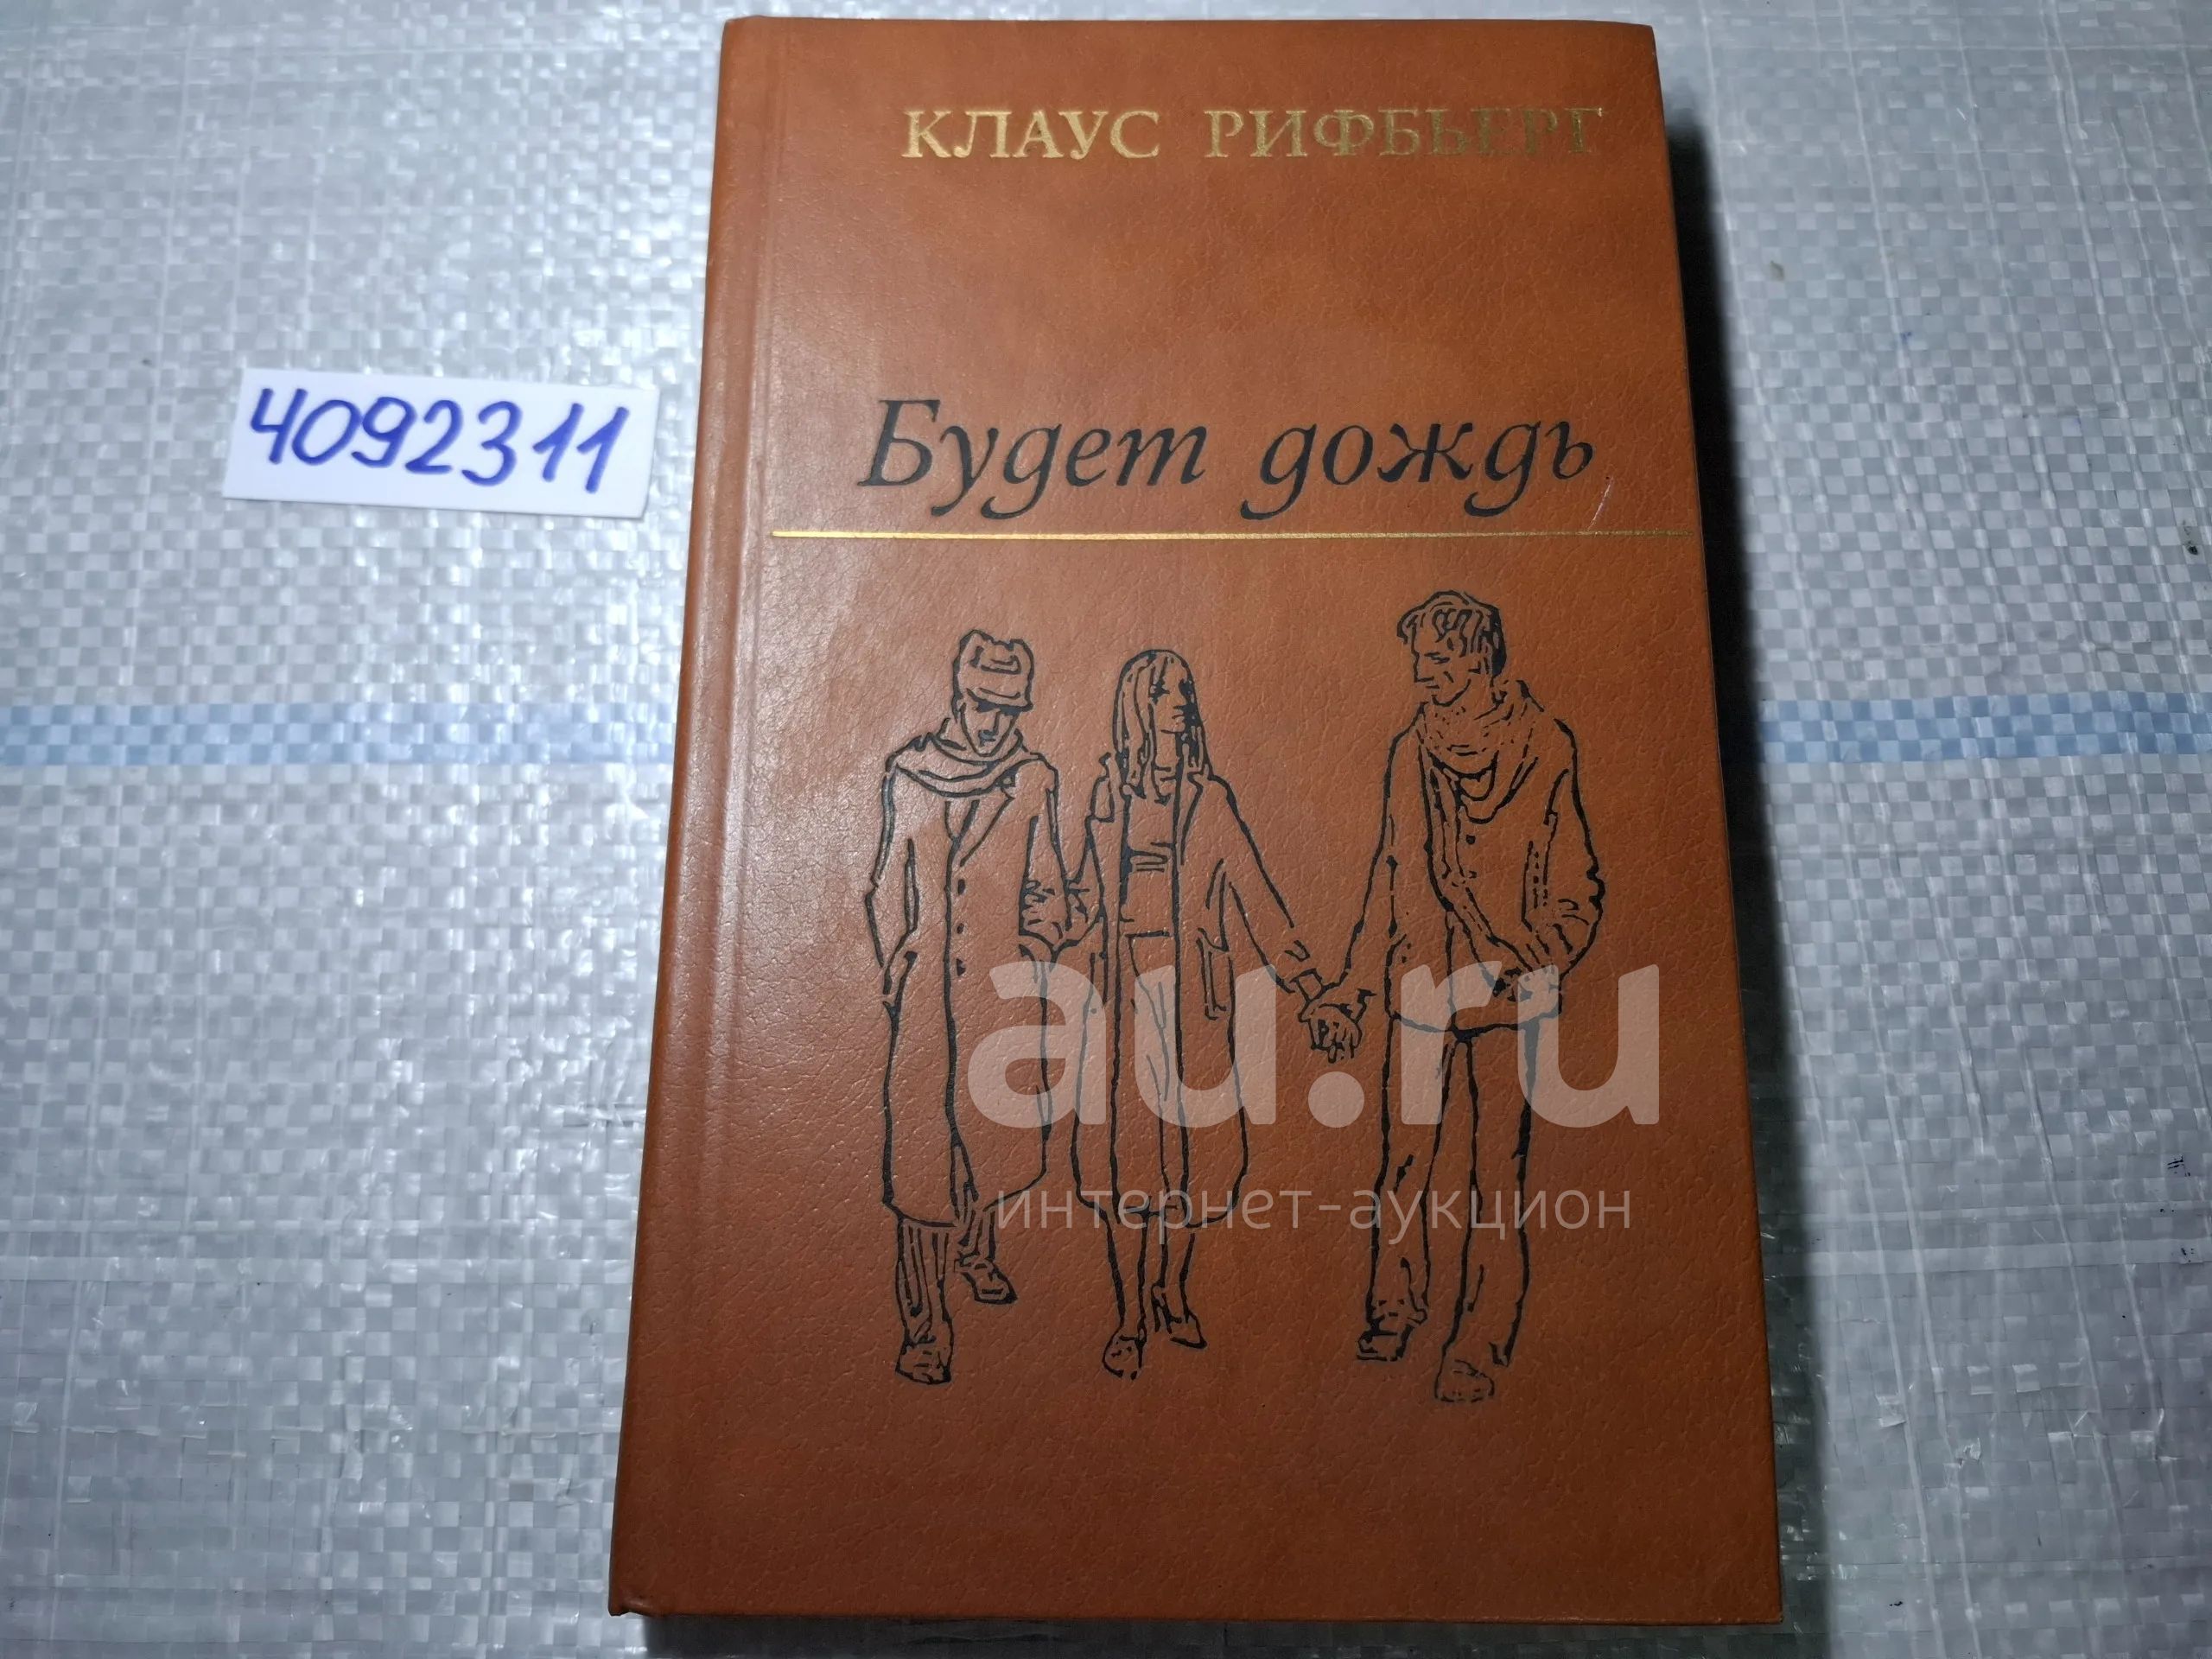 КЛАУС РИФБЬЕРГ
4092311
Будет дождь
au.ru
интернет-аукцион